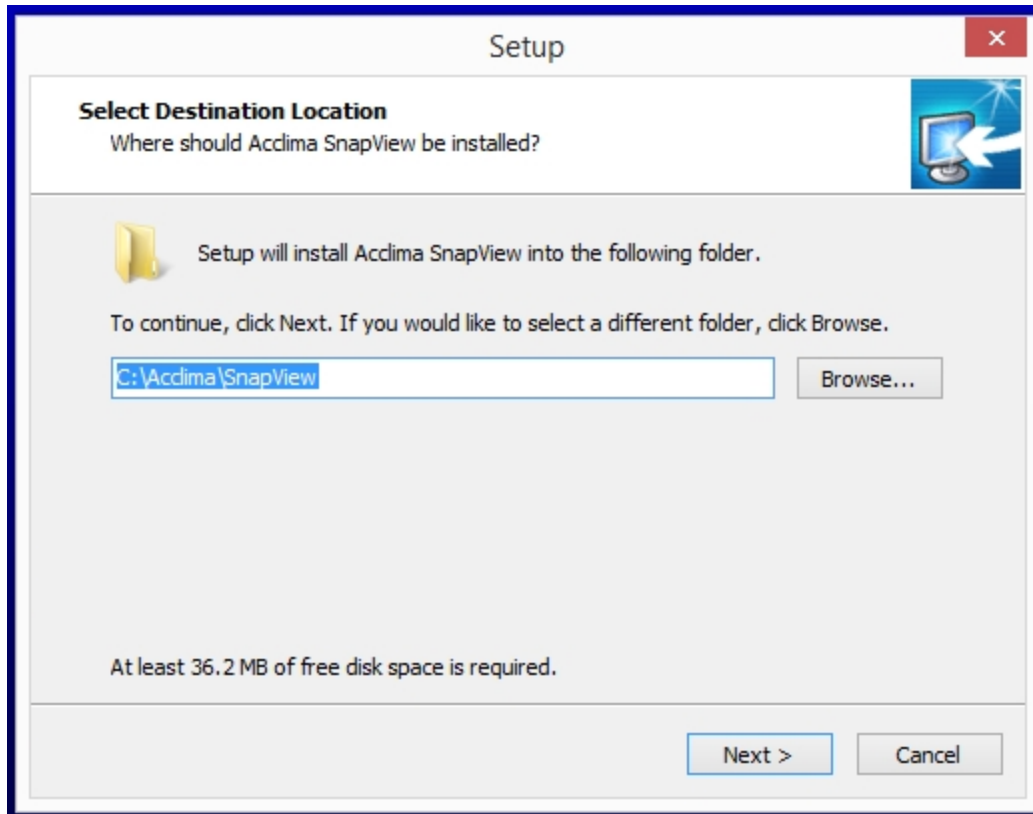 Setup
Select Destination Location
Where should Acclima SnapView be installed?
Setup will install Acclima SnapView into the following folder.
To continue, click Next. If you would like to select a different folder, click Browse.
C:\Acclima\SnapView
Browse...
At least 36.2 MB of free disk space is required.
Next >
Cancel